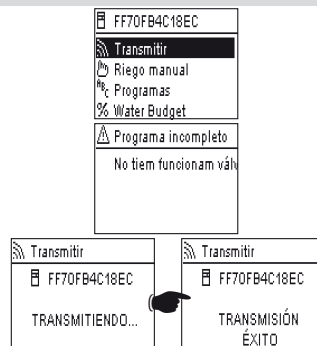 FF70FB4C18EC
Transmitir
Riego manual
ABC Programas
% Water Budget
Programa incompleto
No tiem funcionam válv
Transmitir
FF70FB4C18EC
TRANSMITIENDO...
Transmitir
FF70FB4C18EC
TRANSMISIÓN
ÉXITO